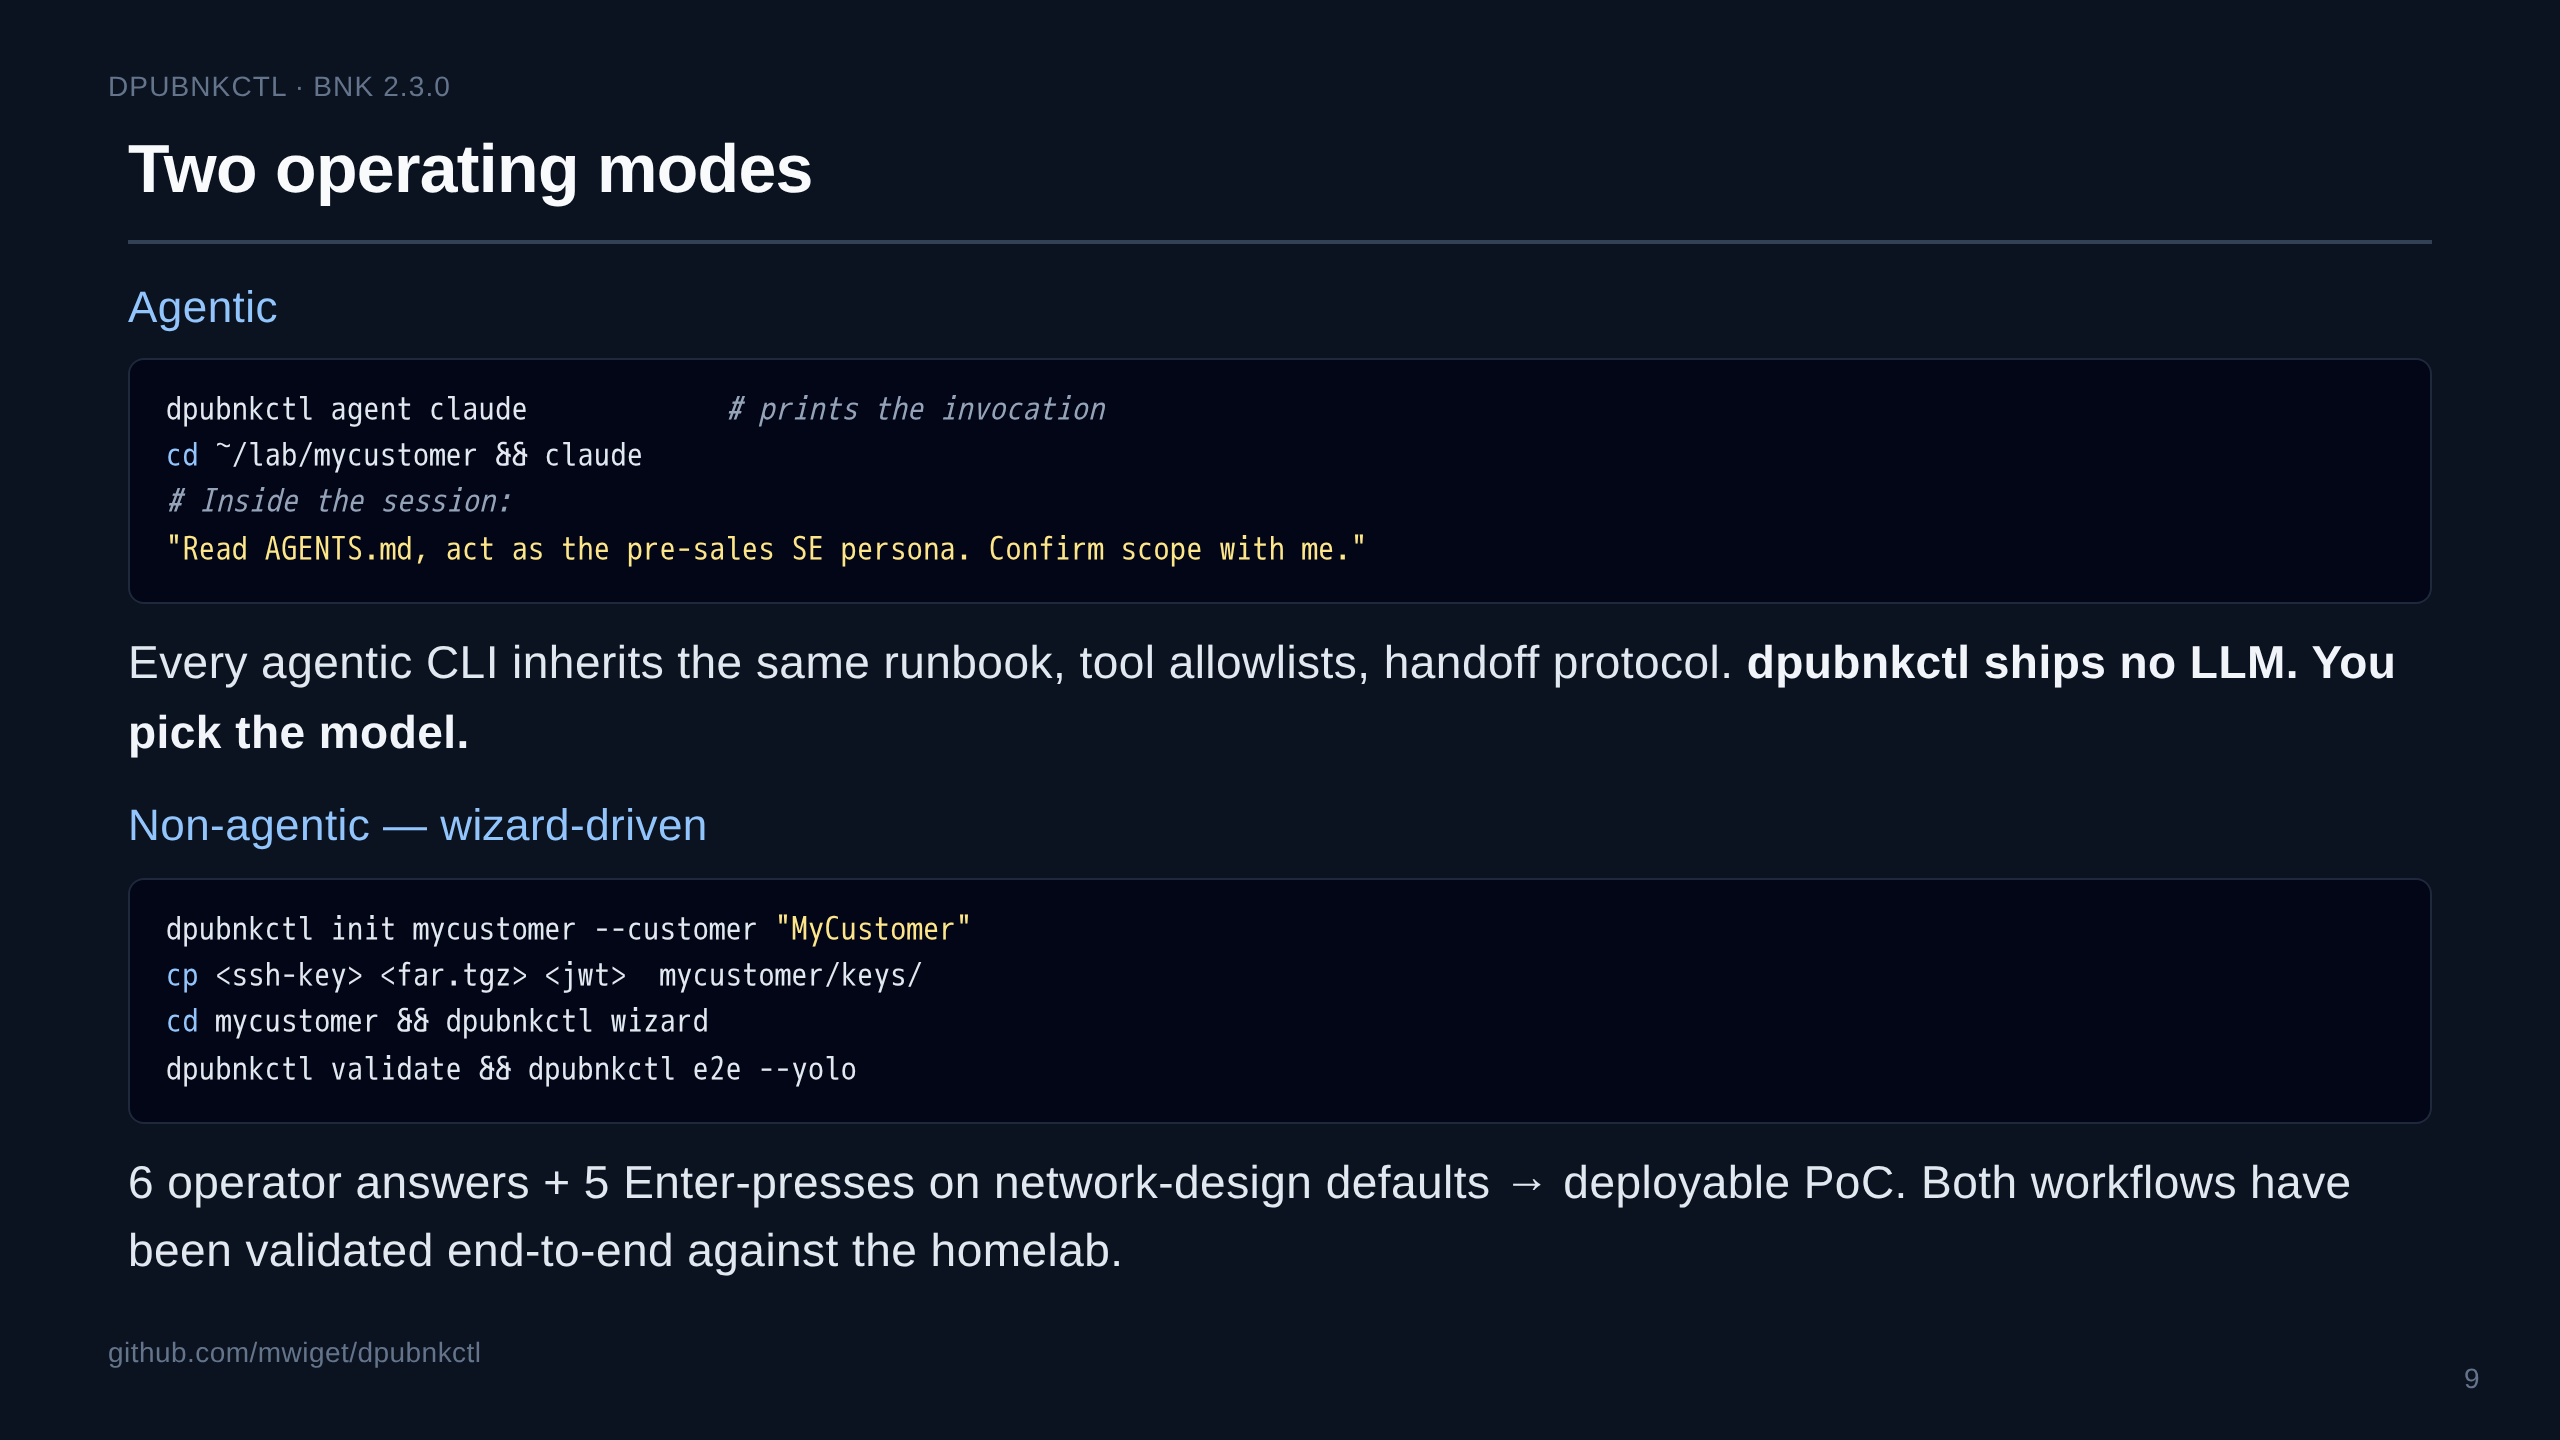 DPUBNKCTL · BNK 2.3.0
Two operating modes
Agentic
dpubnkctl agent claude # prints the invocation
cd ~/lab/mycustomer && claude
# Inside the session:
"Read AGENTS.md, act as the pre-sales SE persona. Confirm scope with me."
Every agentic CLI inherits the same runbook, tool allowlists, handoff protocol. dpubnkctl ships no LLM. You
pick the model.
Non-agentic — wizard-driven
dpubnkctl init mycustomer --customer "MyCustomer"
cp <ssh-key> <far.tgz> <jwt>  mycustomer/keys/
cd mycustomer && dpubnkctl wizard
dpubnkctl validate && dpubnkctl e2e --yolo
6 operator answers + 5 Enter-presses on network-design defaults → deployable PoC. Both workflows have
been validated end-to-end against the homelab.
github.com/mwiget/dpubnkctl
9